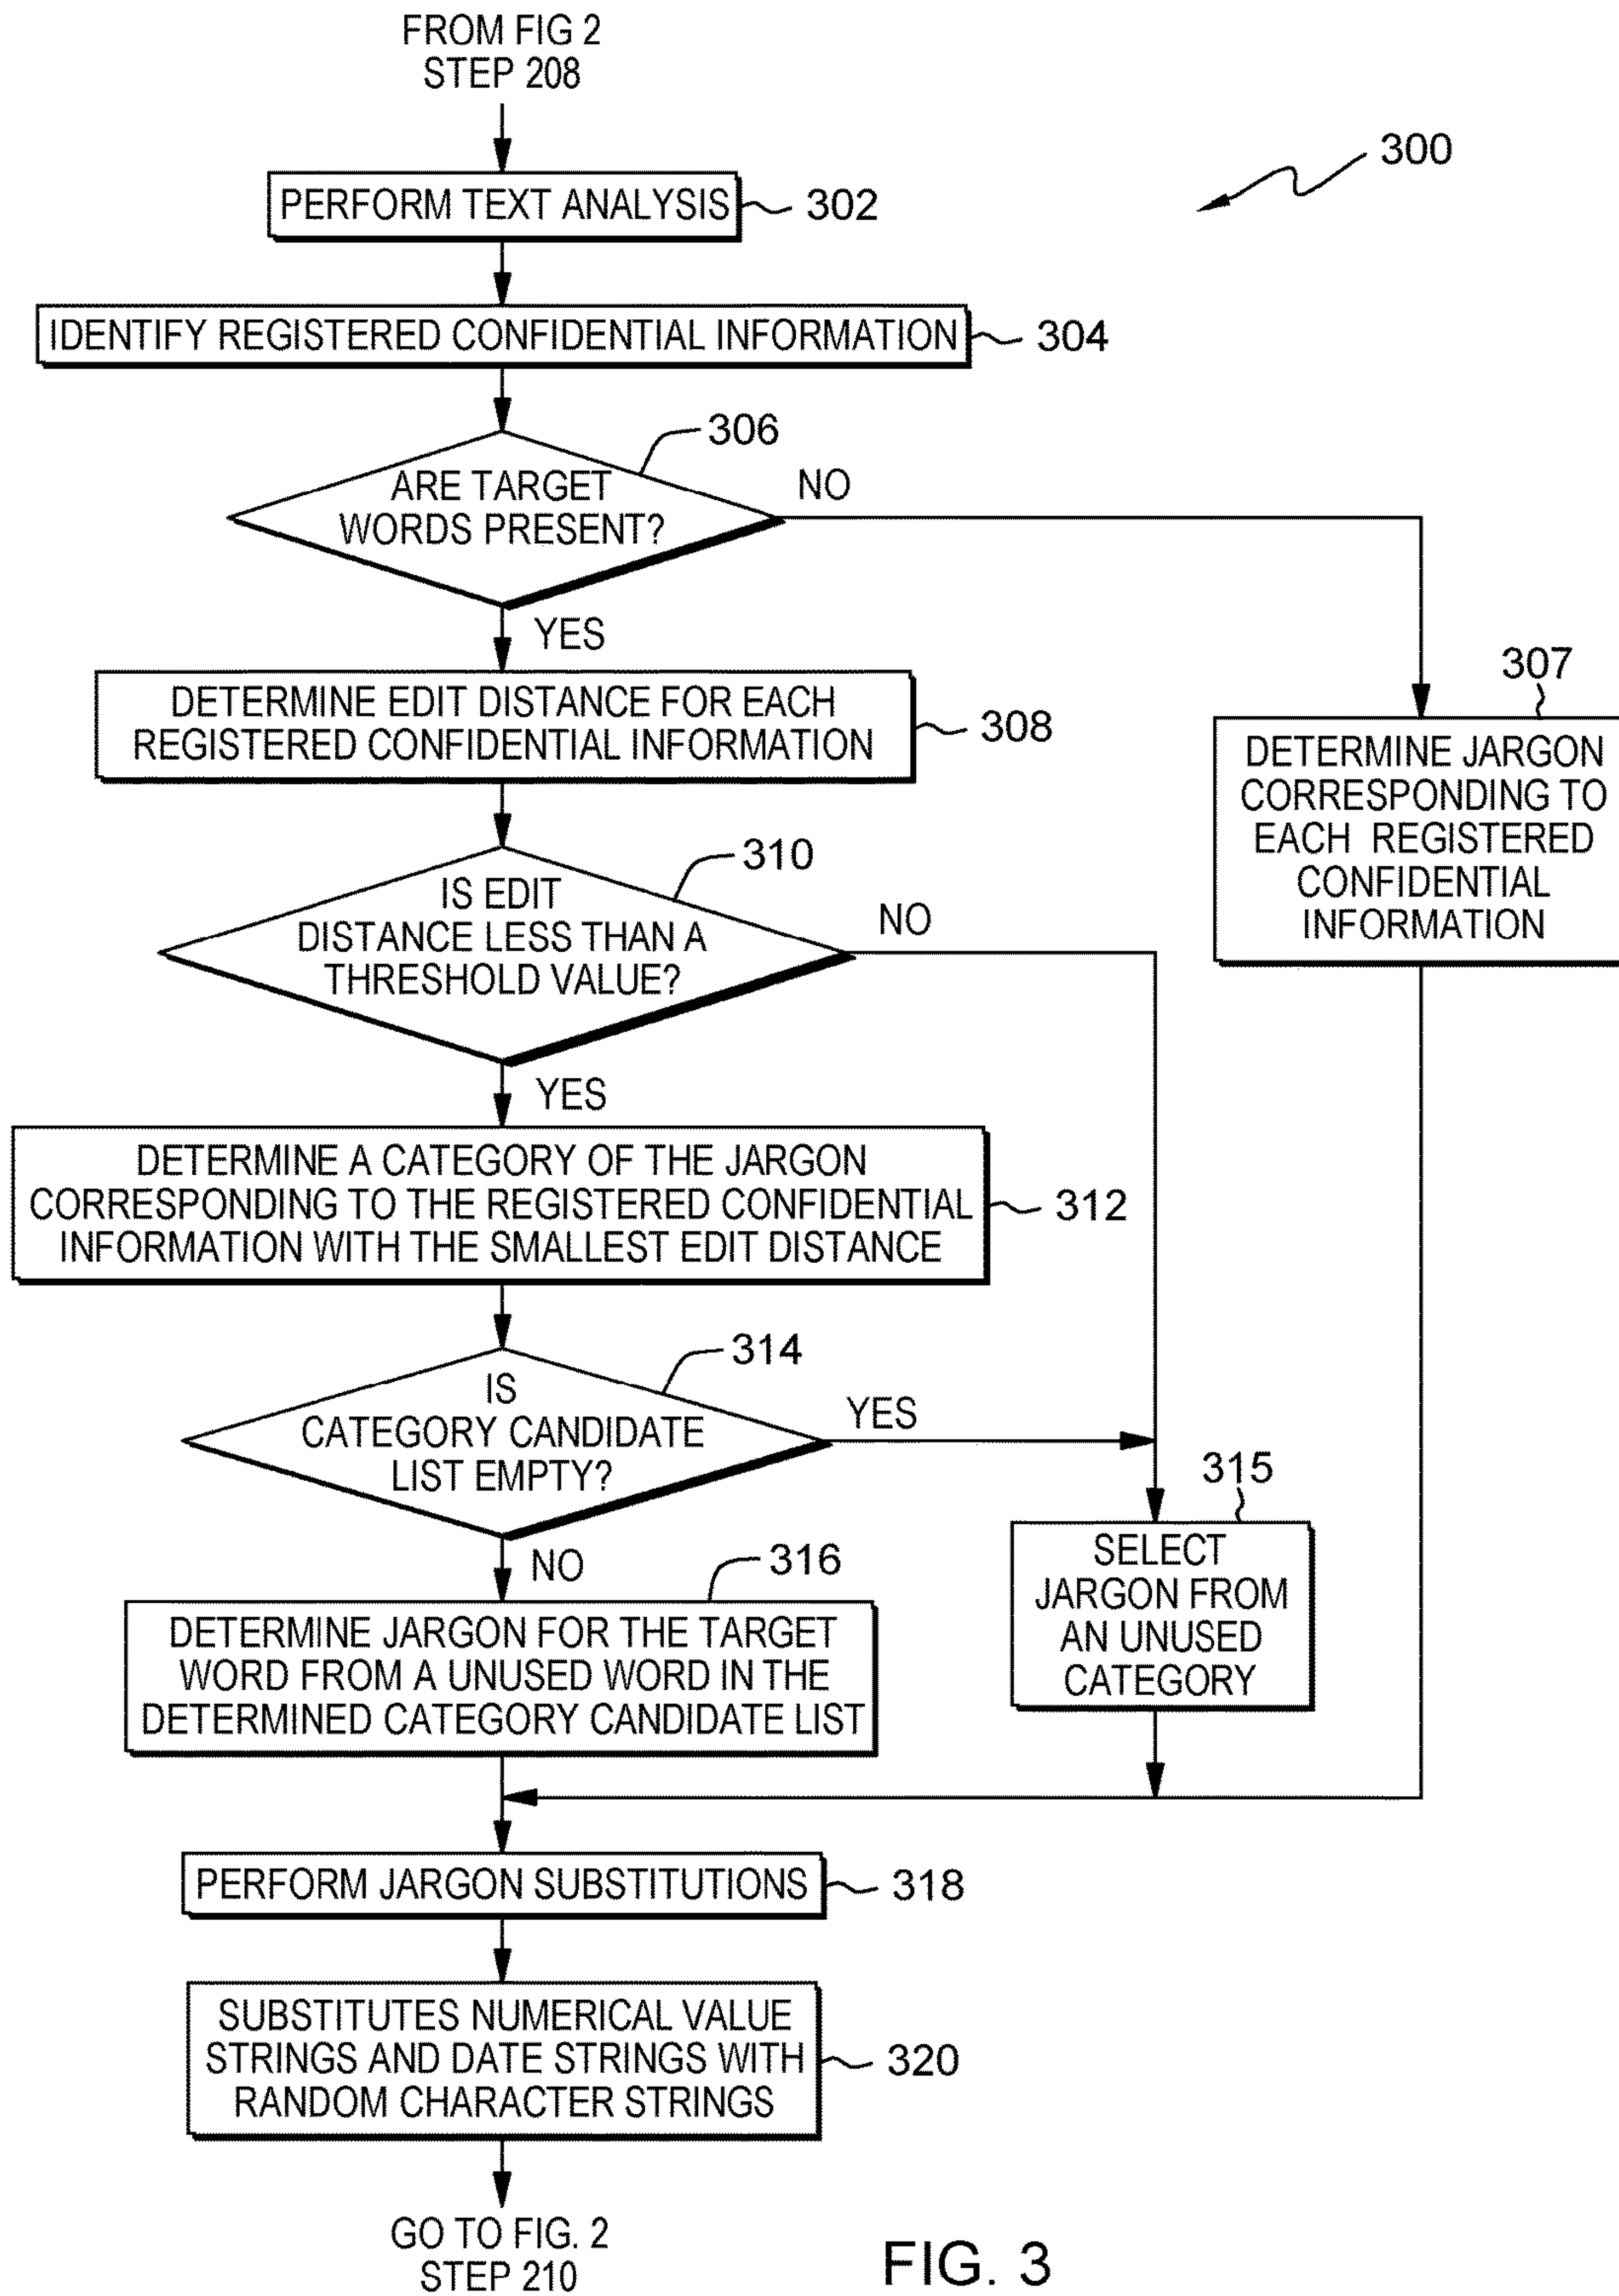 FROM FIG 2
STEP 208
300
PERFORM TEXT ANALYSIS
302
IDENTIFY REGISTERED CONFIDENTIAL INFORMATION
304
306
ARE TARGET
WORDS PRESENT?
NO
YES
307
DETERMINE JARGON
CORRESPONDING TO
EACH REGISTERED
CONFIDENTIAL
INFORMATION
DETERMINE EDIT DISTANCE FOR EACH
REGISTERED CONFIDENTIAL INFORMATION
308
310
IS EDIT
DISTANCE LESS THAN A
THRESHOLD VALUE?
NO
YES
DETERMINE A CATEGORY OF THE JARGON
CORRESPONDING TO THE REGISTERED CONFIDENTIAL
INFORMATION WITH THE SMALLEST EDIT DISTANCE
312
314
IS
CATEGORY CANDIDATE
LIST EMPTY?
YES
NO
315
SELECT
JARGON FROM
AN UNUSED
CATEGORY
316
DETERMINE JARGON FOR THE TARGET
WORD FROM A UNUSED WORD IN THE
DETERMINED CATEGORY CANDIDATE LIST
PERFORM JARGON SUBSTITUTIONS
318
SUBSTITUTES NUMERICAL VALUE
STRINGS AND DATE STRINGS WITH
RANDOM CHARACTER STRINGS
320
GO TO FIG. 2
STEP 210
FIG. 3